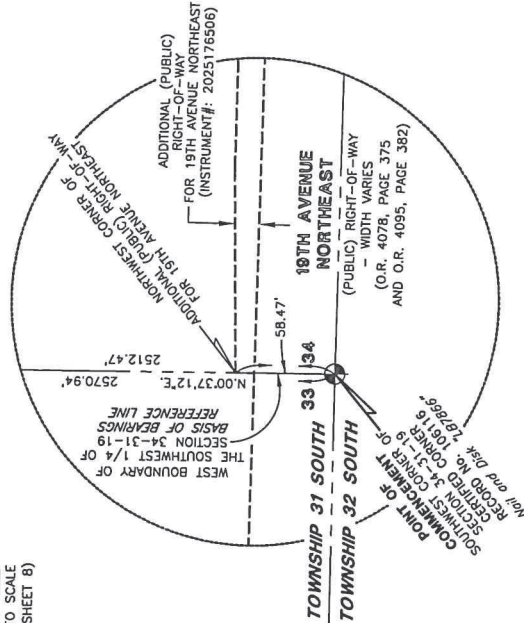 TO SCALE
SHEET 8)
NORTHWEST CORNER OF
ADDITIONAL (PUBLIC) RIGHT-OF-WAY
FOR 19TH AVENUE NORTHEAST
ADDITIONAL (PUBLIC)
RIGHT-OF-WAY
FOR 19TH AVENUE NORTHEAST
(INSTRUMENT#: 2025176506)
2570.94'
2512.47'
N.00°37'12"E.
WEST BOUNDARY OF
THE SOUTHWEST 1/4 OF
SECTION 34-31-19
BASIS OF BEARINGS
REFERENCE LINE
58.47'
19TH AVENUE
NORTHEAST
(PUBLIC) RIGHT-OF-WAY
- WIDTH VARIES
(O.R. 4078, PAGE 375
AND O.R. 4095, PAGE 382)
33
34
TOWNSHIP 31 SOUTH
TOWNSHIP 32 SOUTH
POINT OF
COMMENCEMENT
SOUTHWEST CORNER OF
SECTION 34-31-19
CERTIFIED CORNER
RECORD No. 106116
Nail and Disk "LB7866"